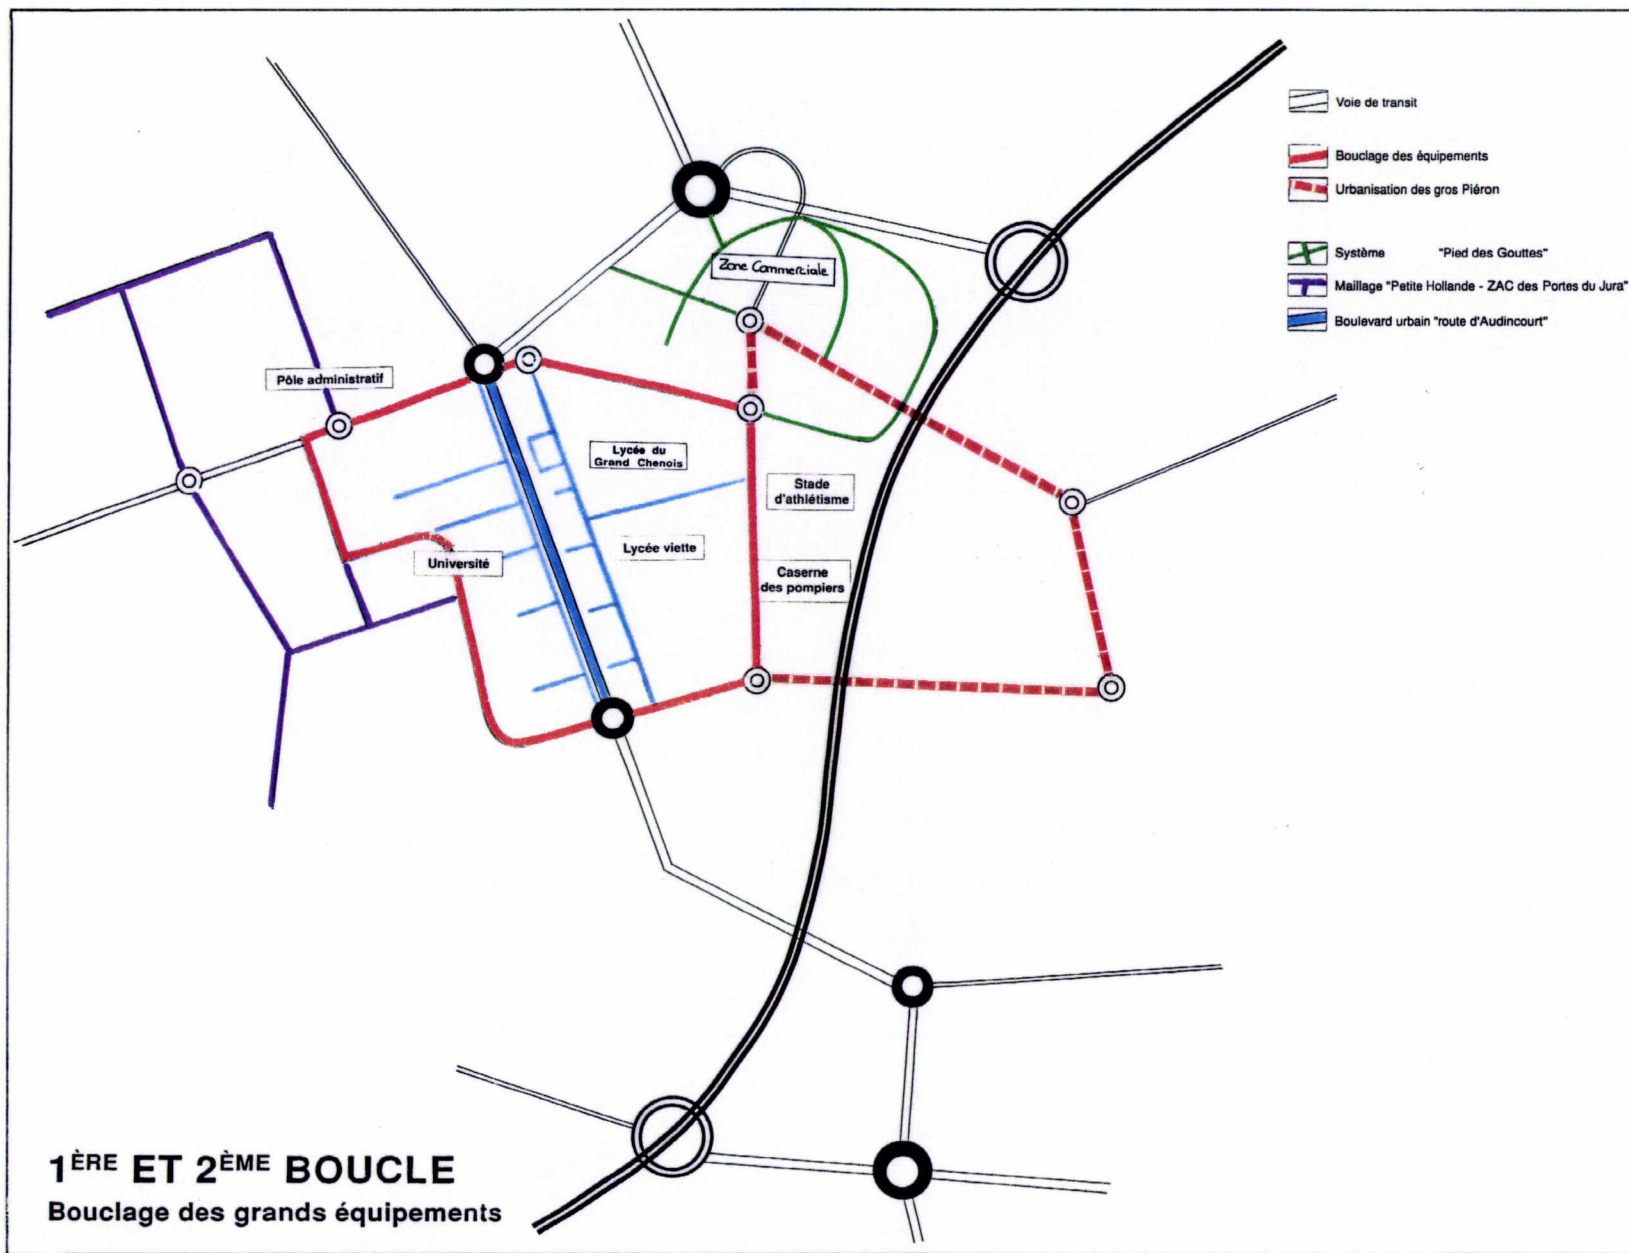 Voie de transit
Bouclage des équipements
Urbanisation des gros Piéron
Système "Pied des Gouttes"
Maillage "Petite Hollande - ZAC des Portes du Jura"
Boulevard urbain "route d'Audincourt"
Zone Commerciale
Pôle administratif
Lycée du
Grand Chenois
Stade
d'athlétisme
Lycée viette
Université
Caserne
des pompiers
1ÈRE ET 2ÈME BOUCLE
Bouclage des grands équipements